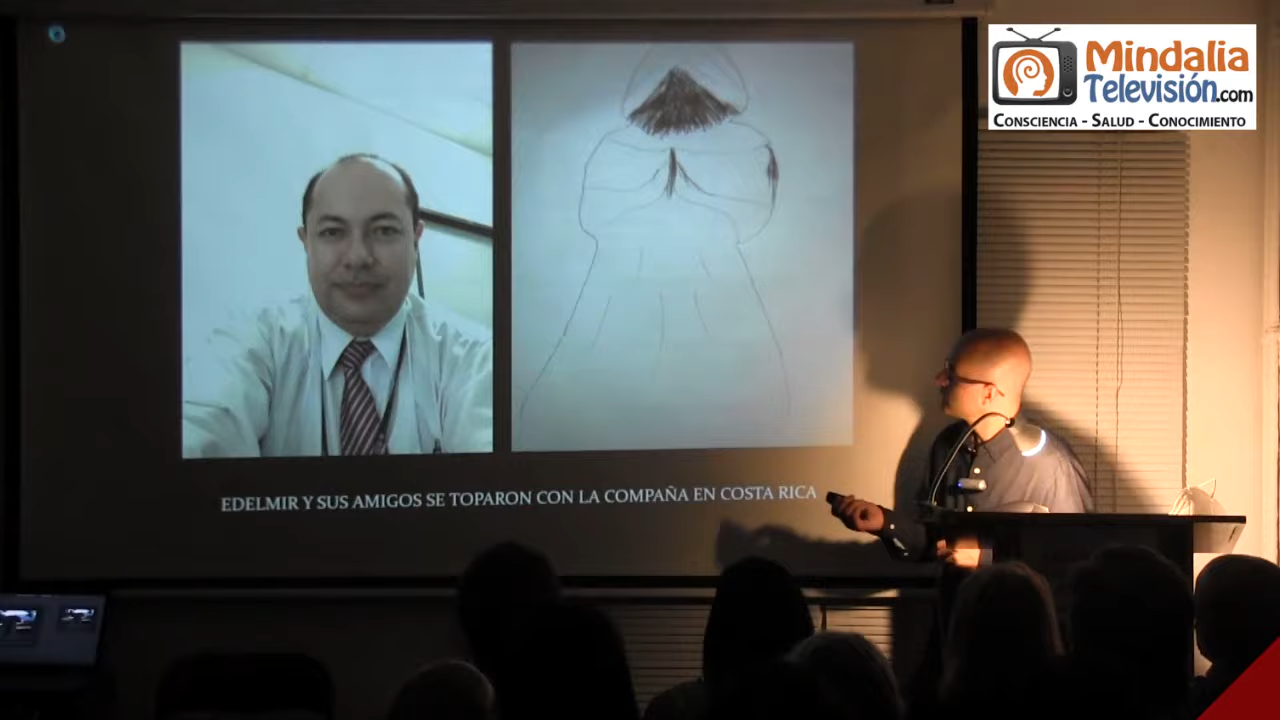 Mindalia
Televisión.com
CONSCIENCIA - SALUD - CONOCIMIENTO
EDELMIR Y SUS AMIGOS SE TOPARON CON LA COMPAÑA EN COSTA RICA